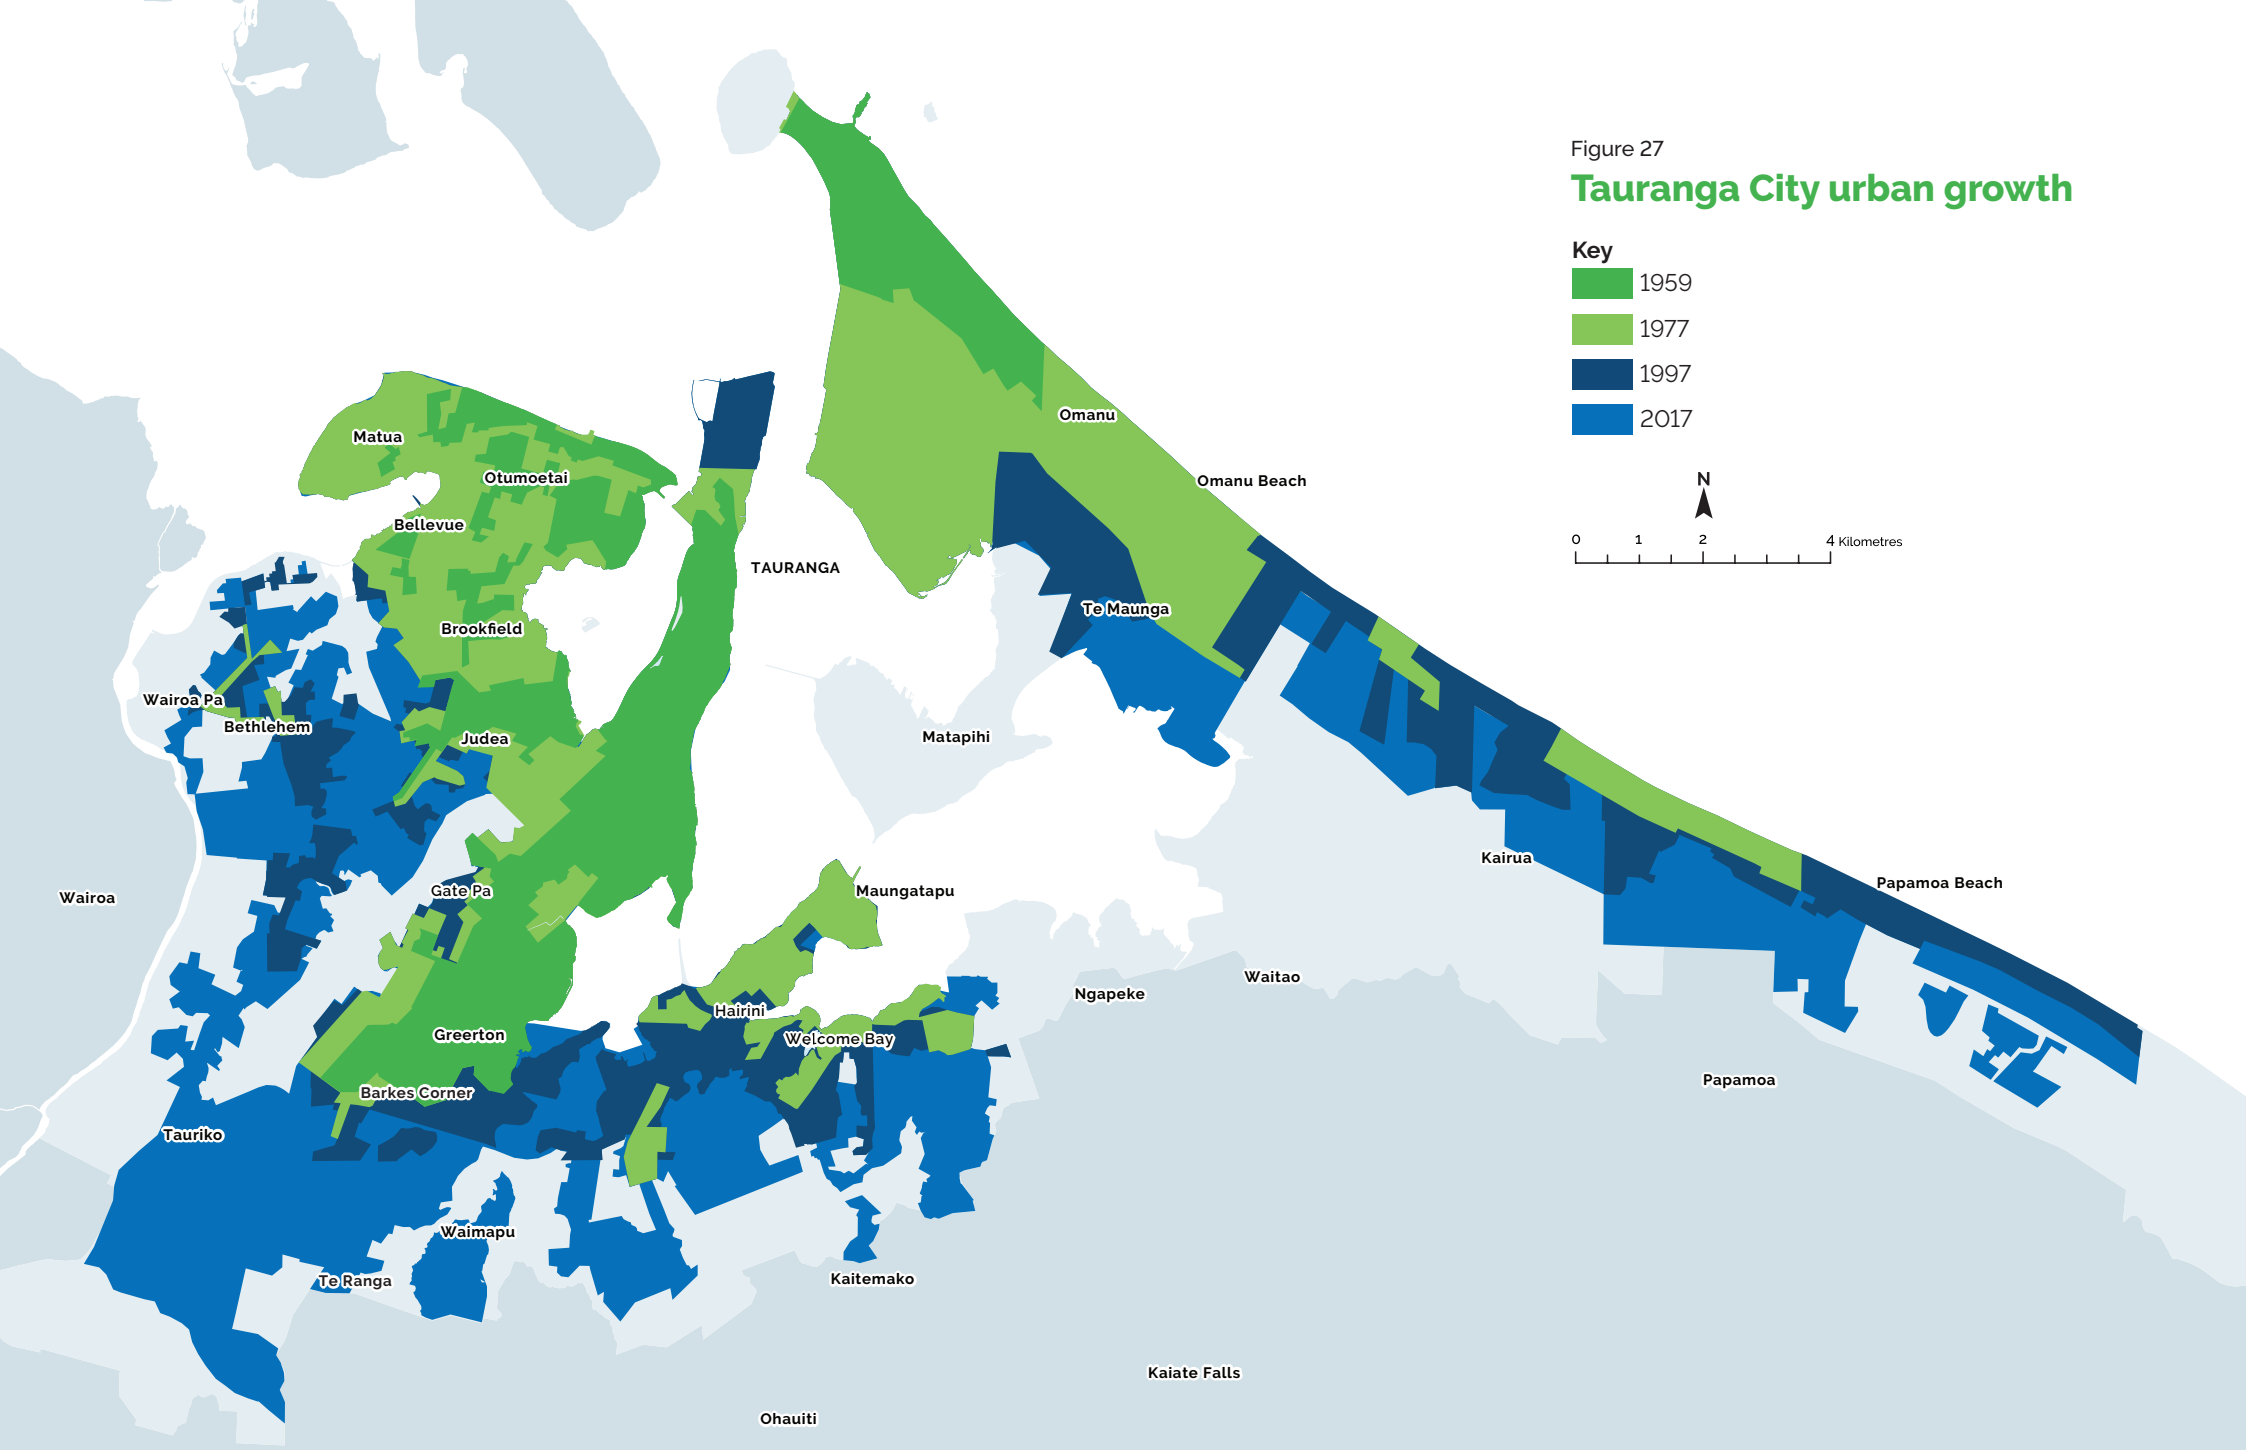 Figure 27
Tauranga City urban growth
Key
1959
1977
1997
2017
N
0 1 2 4 Kilometres
Omanu
Matua
Otumoetai
Omanu Beach
Bellevue
TAURANGA
Te Maunga
Brookfield
Wairoa Pa
Bethlehem
Judea
Matapihi
Kairua
Gate Pa
Maungatapu
Papamoa Beach
Wairoa
Waitao
Ngapeke
Hairini
Greerton
Welcome Bay
Papamoa
Barkes Corner
Tauriko
Waimapu
Te Ranga
Kaitemako
Kaiate Falls
Ohauiti